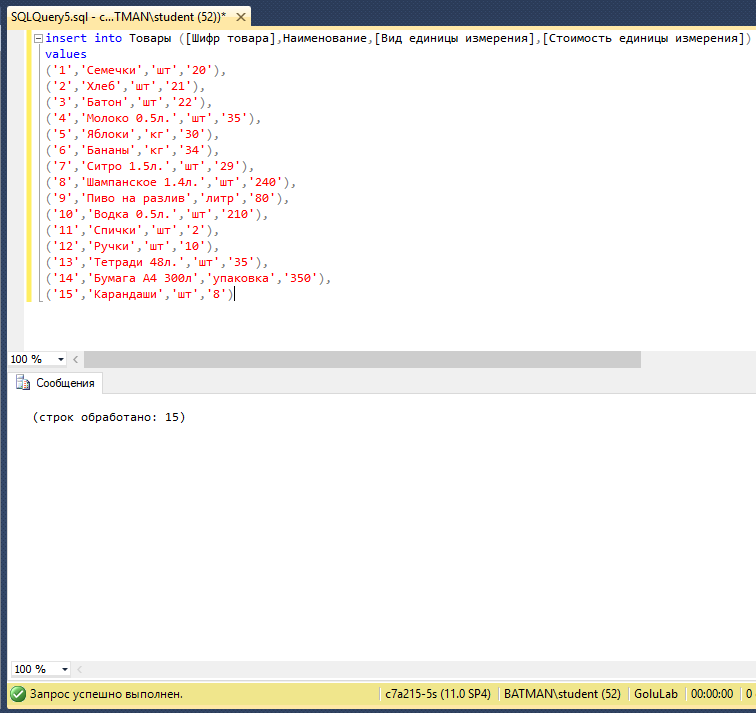 SQLQuery5.sql - c...TMAN\student (52))*
insert into Товары ([Шифр товара],Наименование,[Вид единицы измерения],[Стоимость единицы измерения])
values
('1','Семечки','шт','20'),
('2','Хлеб','шт','21'),
('3','Батон','шт','22'),
('4','Молоко 0.5л.','шт','35'),
('5','Яблоки','кг','30'),
('6','Бананы','кг','34'),
('7','Ситро 1.5л.','шт','29'),
('8','Шампанское 1.4л.','шт','240'),
('9','Пиво на разлив','литр','80'),
('10','Водка 0.5л.','шт','210'),
('11','Спички','шт','2'),
('12','Ручки','шт','10'),
('13','Тетради 48л.','шт','35'),
('14','Бумага А4 300л','упаковка','350'),
('15','Карандаши','шт','8')
100 %
Сообщения
(строк обработано: 15)
100 %
Запрос успешно выполнен.
c7a215-5s (11.0 SP4)
BATMAN\student (52)
GoluLab
00:00:00
0